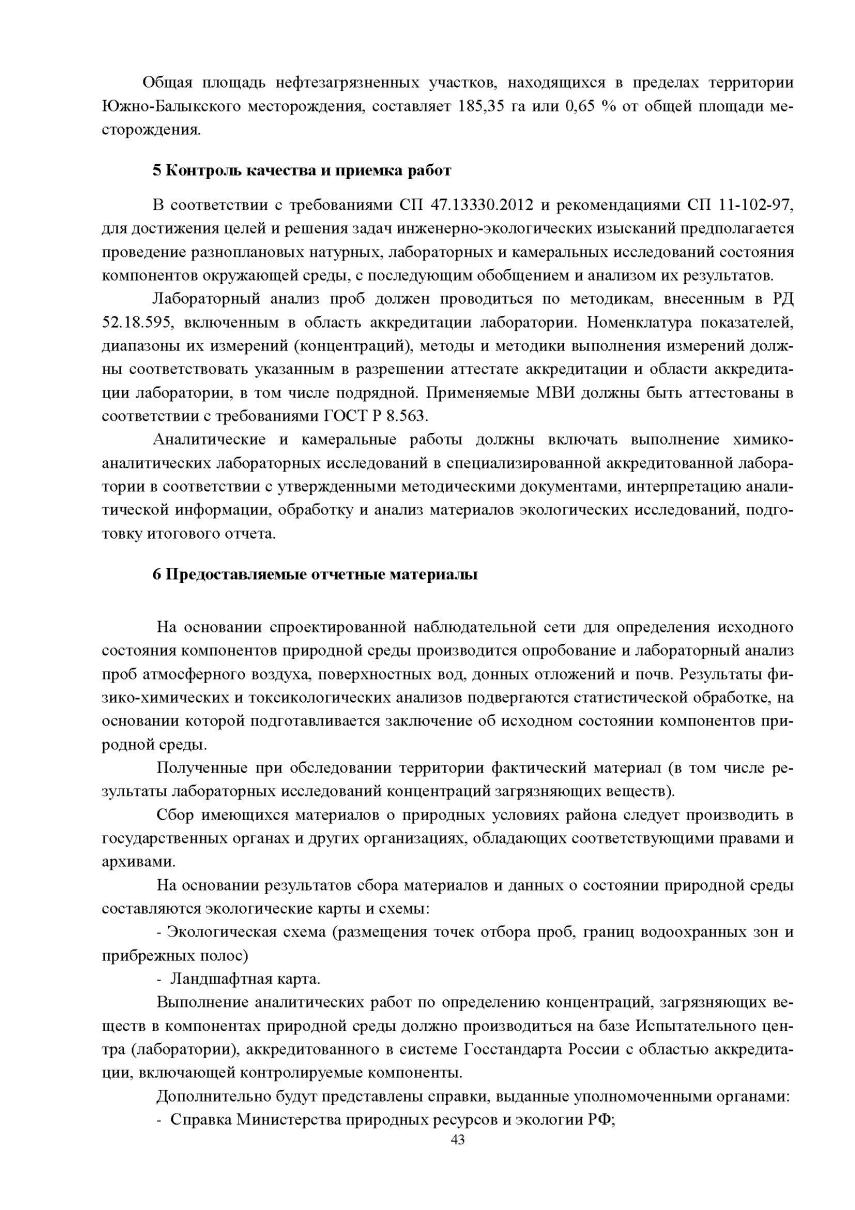 Общая площадь нефтезагрязненных участков, находящихся в пределах территории
Южно-Балыкского месторождения, составляет 185,35 га или 0,65 % от общей площади ме-
сторождения.
5 Контроль качества и приемка работ
В соответствии с требованиями СП 47.13330.2012 и рекомендациями СП 11-102-97,
для достижения целей и решения задач инженерно-экологических изысканий предполагается
проведение разноплановых натурных, лабораторных и камеральных исследований состояния
компонентов окружающей среды, с последующим обобщением и анализом их результатов.
Лабораторный анализ проб должен проводиться по методикам, внесенным в РД
52.18.595, включенным в область аккредитации лаборатории. Номенклатура показателей,
диапазоны их измерений (концентраций), методы и методики выполнения измерений долж-
ны соответствовать указанным в разрешении аттестате аккредитации и области аккредита-
ции лаборатории, в том числе подрядной. Применяемые МВИ должны быть аттестованы в
соответствии с требованиями ГОСТ Р 8.563.
Аналитические и камеральные работы должны включать выполнение химико-
аналитических лабораторных исследований в специализированной аккредитованной лабора-
тории в соответствии с утвержденными методическими документами, интерпретацию анали-
тической информации, обработку и анализ материалов экологических исследований, подго-
товку итогового отчета.
6 Предоставляемые отчетные материалы
На основании спроектированной наблюдательной сети для определения исходного
состояния компонентов природной среды производится опробование и лабораторный анализ
проб атмосферного воздуха, поверхностных вод, донных отложений и почв. Результаты фи-
зико-химических и токсикологических анализов подвергаются статистической обработке, на
основании которой подготавливается заключение об исходном состоянии компонентов при-
родной среды.
Полученные при обследовании территории фактический материал (в том числе ре-
зультаты лабораторных исследований концентраций загрязняющих веществ).
Сбор имеющихся материалов о природных условиях района следует производить в
государственных органах и других организациях, обладающих соответствующими правами и
архивами.
На основании результатов сбора материалов и данных о состоянии природной среды
составляются экологические карты и схемы:
- Экологическая схема (размещения точек отбора проб, границ водоохранных зон и
прибрежных полос)
- Ландшафтная карта.
Выполнение аналитических работ по определению концентраций, загрязняющих ве-
ществ в компонентах природной среды должно производиться на базе Испытательного цен-
тра (лаборатории), аккредитованного в системе Госстандарта России с областью аккредита-
ции, включающей контролируемые компоненты.
Дополнительно будут представлены справки, выданные уполномоченными органами:
- Справка Министерства природных ресурсов и экологии РФ;
43